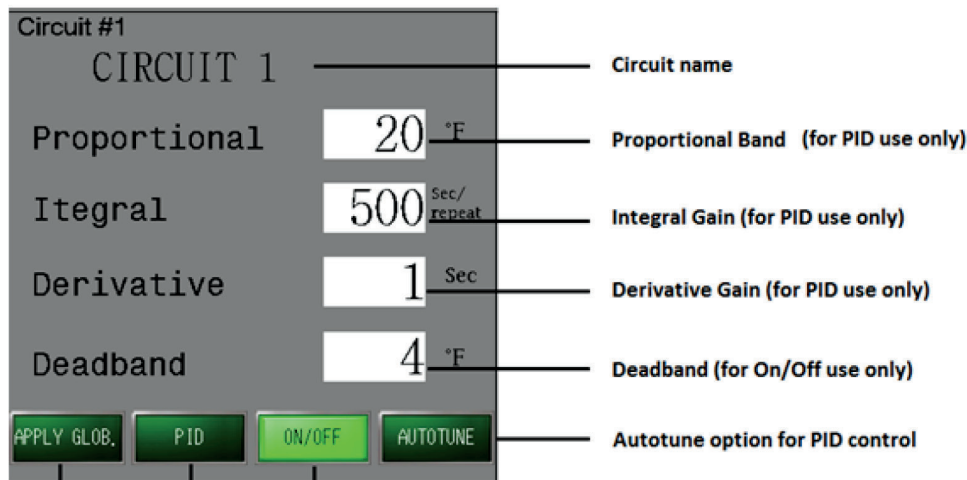 Circuit #1
CIRCUIT 1
Circuit name
Proportional 20 °F
Proportional Band (for PID use only)
Itegral 500 Sec/
repeat
Integral Gain (for PID use only)
Derivative 1 Sec
Derivative Gain (for PID use only)
Deadband 4 °F
Deadband (for On/Off use only)
APPLY GLOB. PID ON/OFF AUTOTUNE
Autotune option for PID control